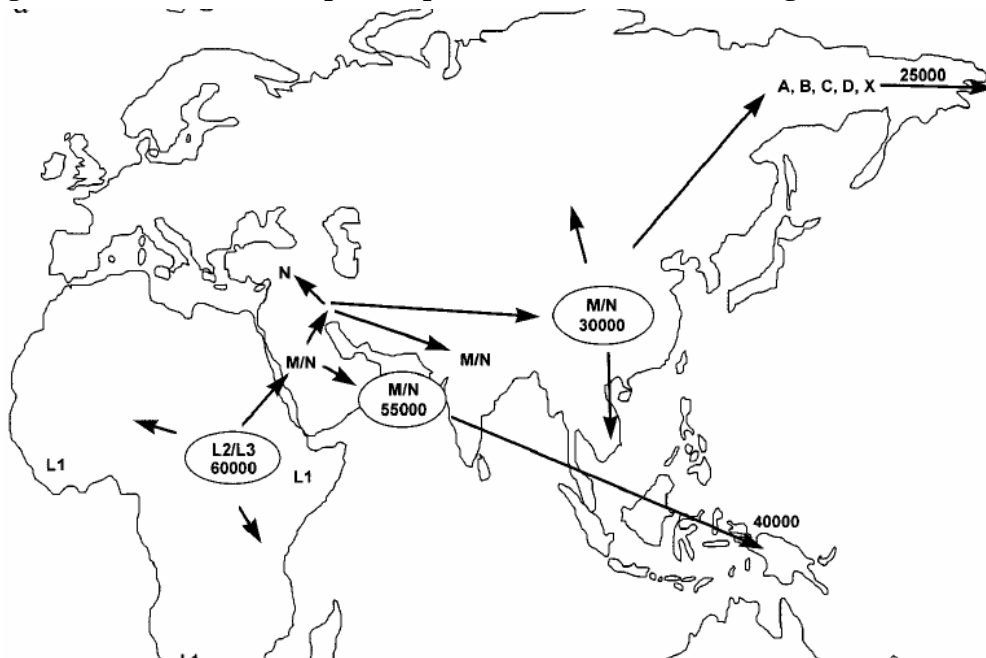 25000
A, B, C, D, X
N
M/N
30000
M/N
M/N
M/N
55000
L2/L3
60000
L1
L1
40000